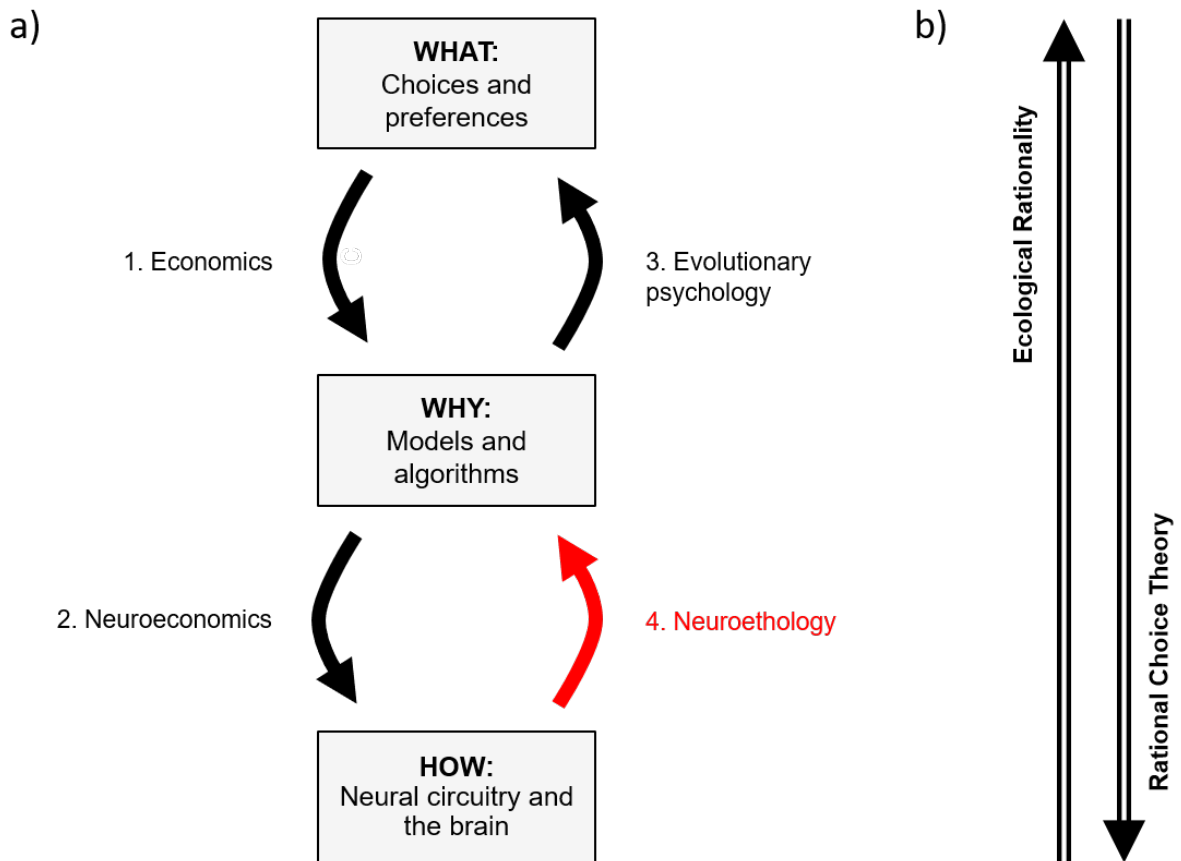 a)
WHAT:
Choices and
preferences
1. Economics
3. Evolutionary
psychology
WHY:
Models and
algorithms
2. Neuroeconomics
4. Neuroethology
HOW:
Neural circuitry and
the brain
b)
Ecological Rationality
Rational Choice Theory